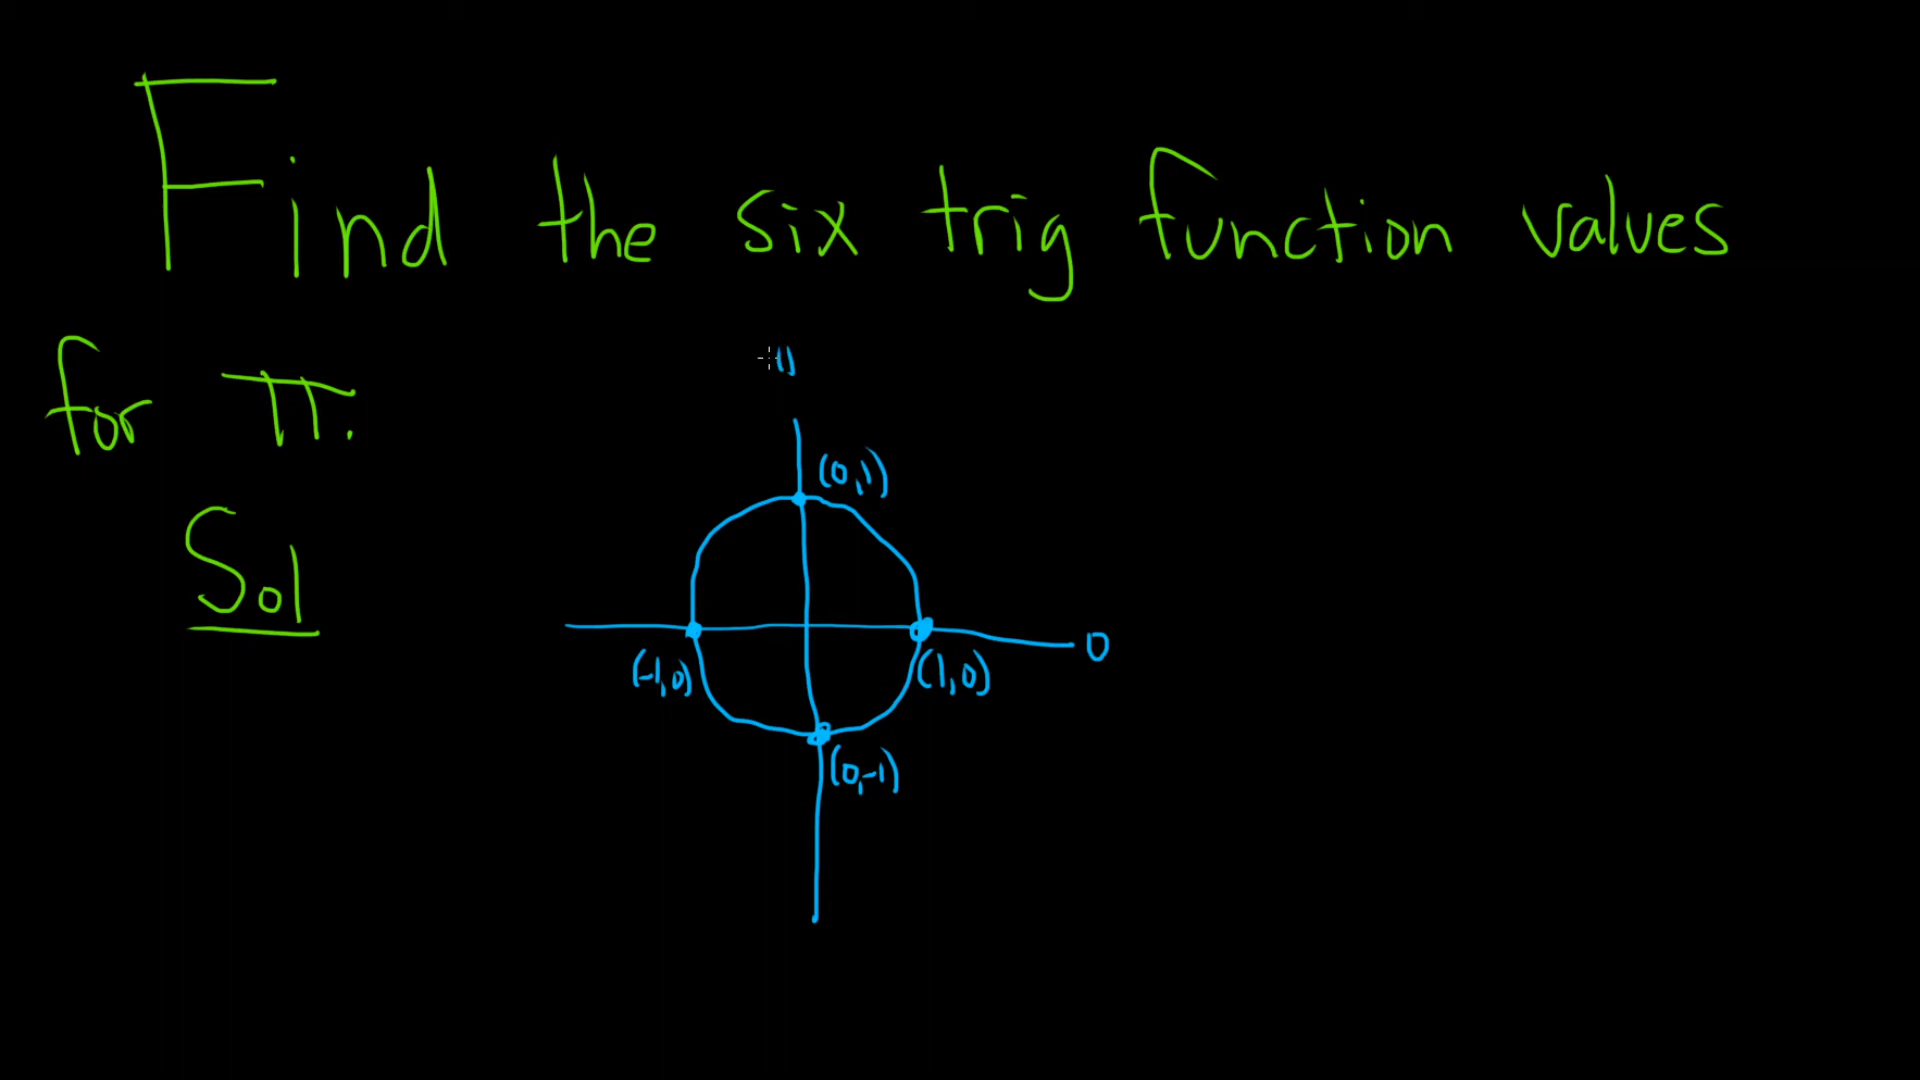 Find the six trig function values
for π.
Sol
(0,1)
0
(-1,0)
(1,0)
(0,-1)